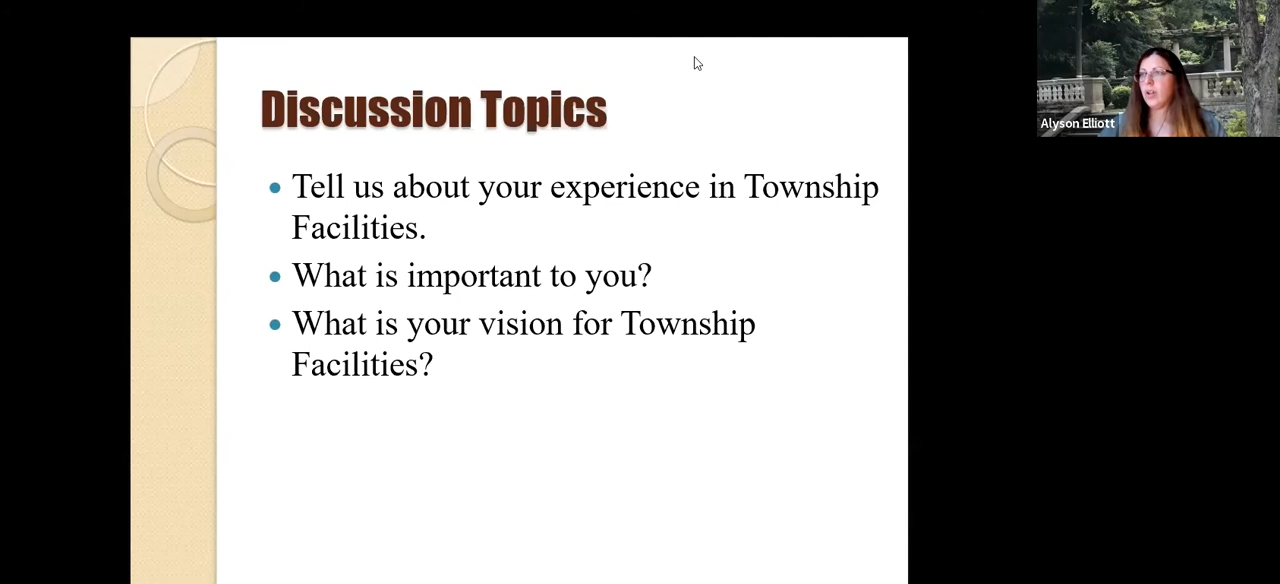 Discussion Topics
Tell us about your experience in Township
Facilities.
What is important to you?
What is your vision for Township
Facilities?
Alyson Elliott